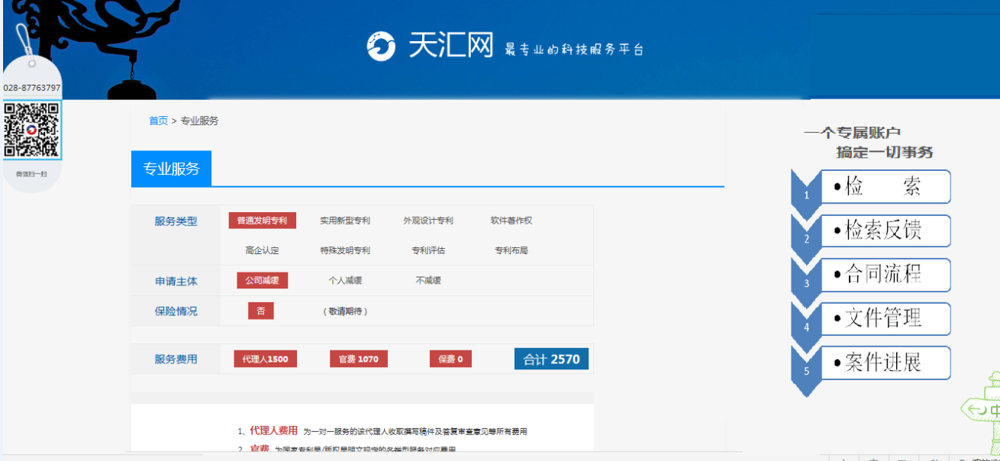 天汇网 最专业的科技服务平台
028-87763797
微信扫一扫
首页 > 专业服务
专业服务
服务类型 普通发明专利 实用新型专利 外观设计专利 软件著作权
高企认定 特殊发明专利 专利评估 专利布局
申请主体 公司减缓 个人减缓 不减缓
保险情况 否 （敬请期待）
服务费用 代理人1500 官费 1070 保费 0 合计 2570
1、代理人费用 为一对一服务的该代理人收取撰写稿件及答复审查意见等所有费用
2、官费 为国家专利局/版权局明文规定的各类型服务对应费用
一个专属账户
搞定一切事务
1 •检 索
2 •检索反馈
3 •合同流程
4 •文件管理
5 •案件进展
中